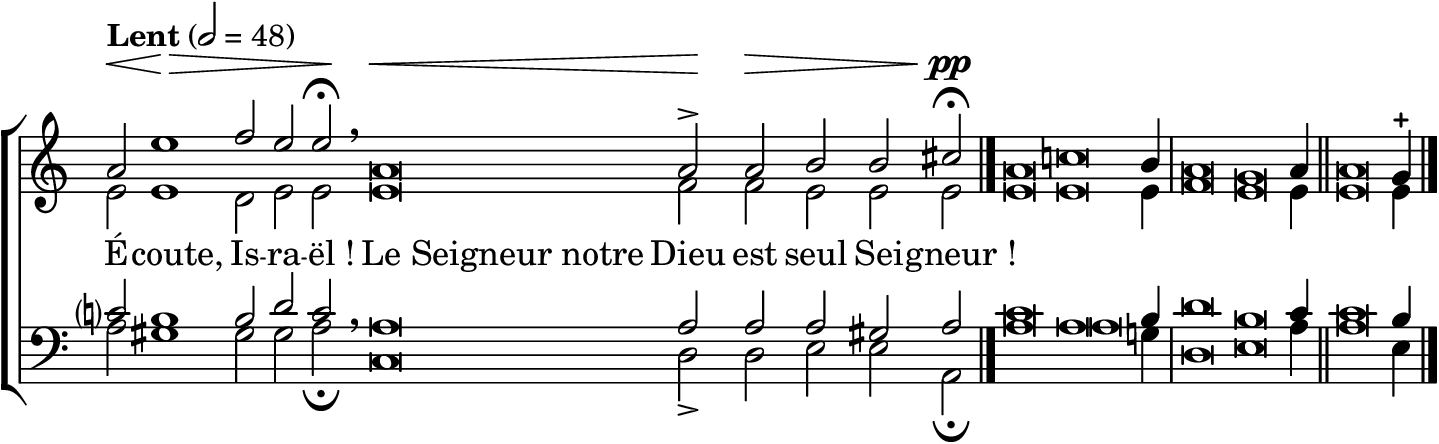 Lent (𝅗𝅥 = 48)
pp
É-coute, Is-ra-ël ! Le Seigneur notre Dieu est seul Seigneur !